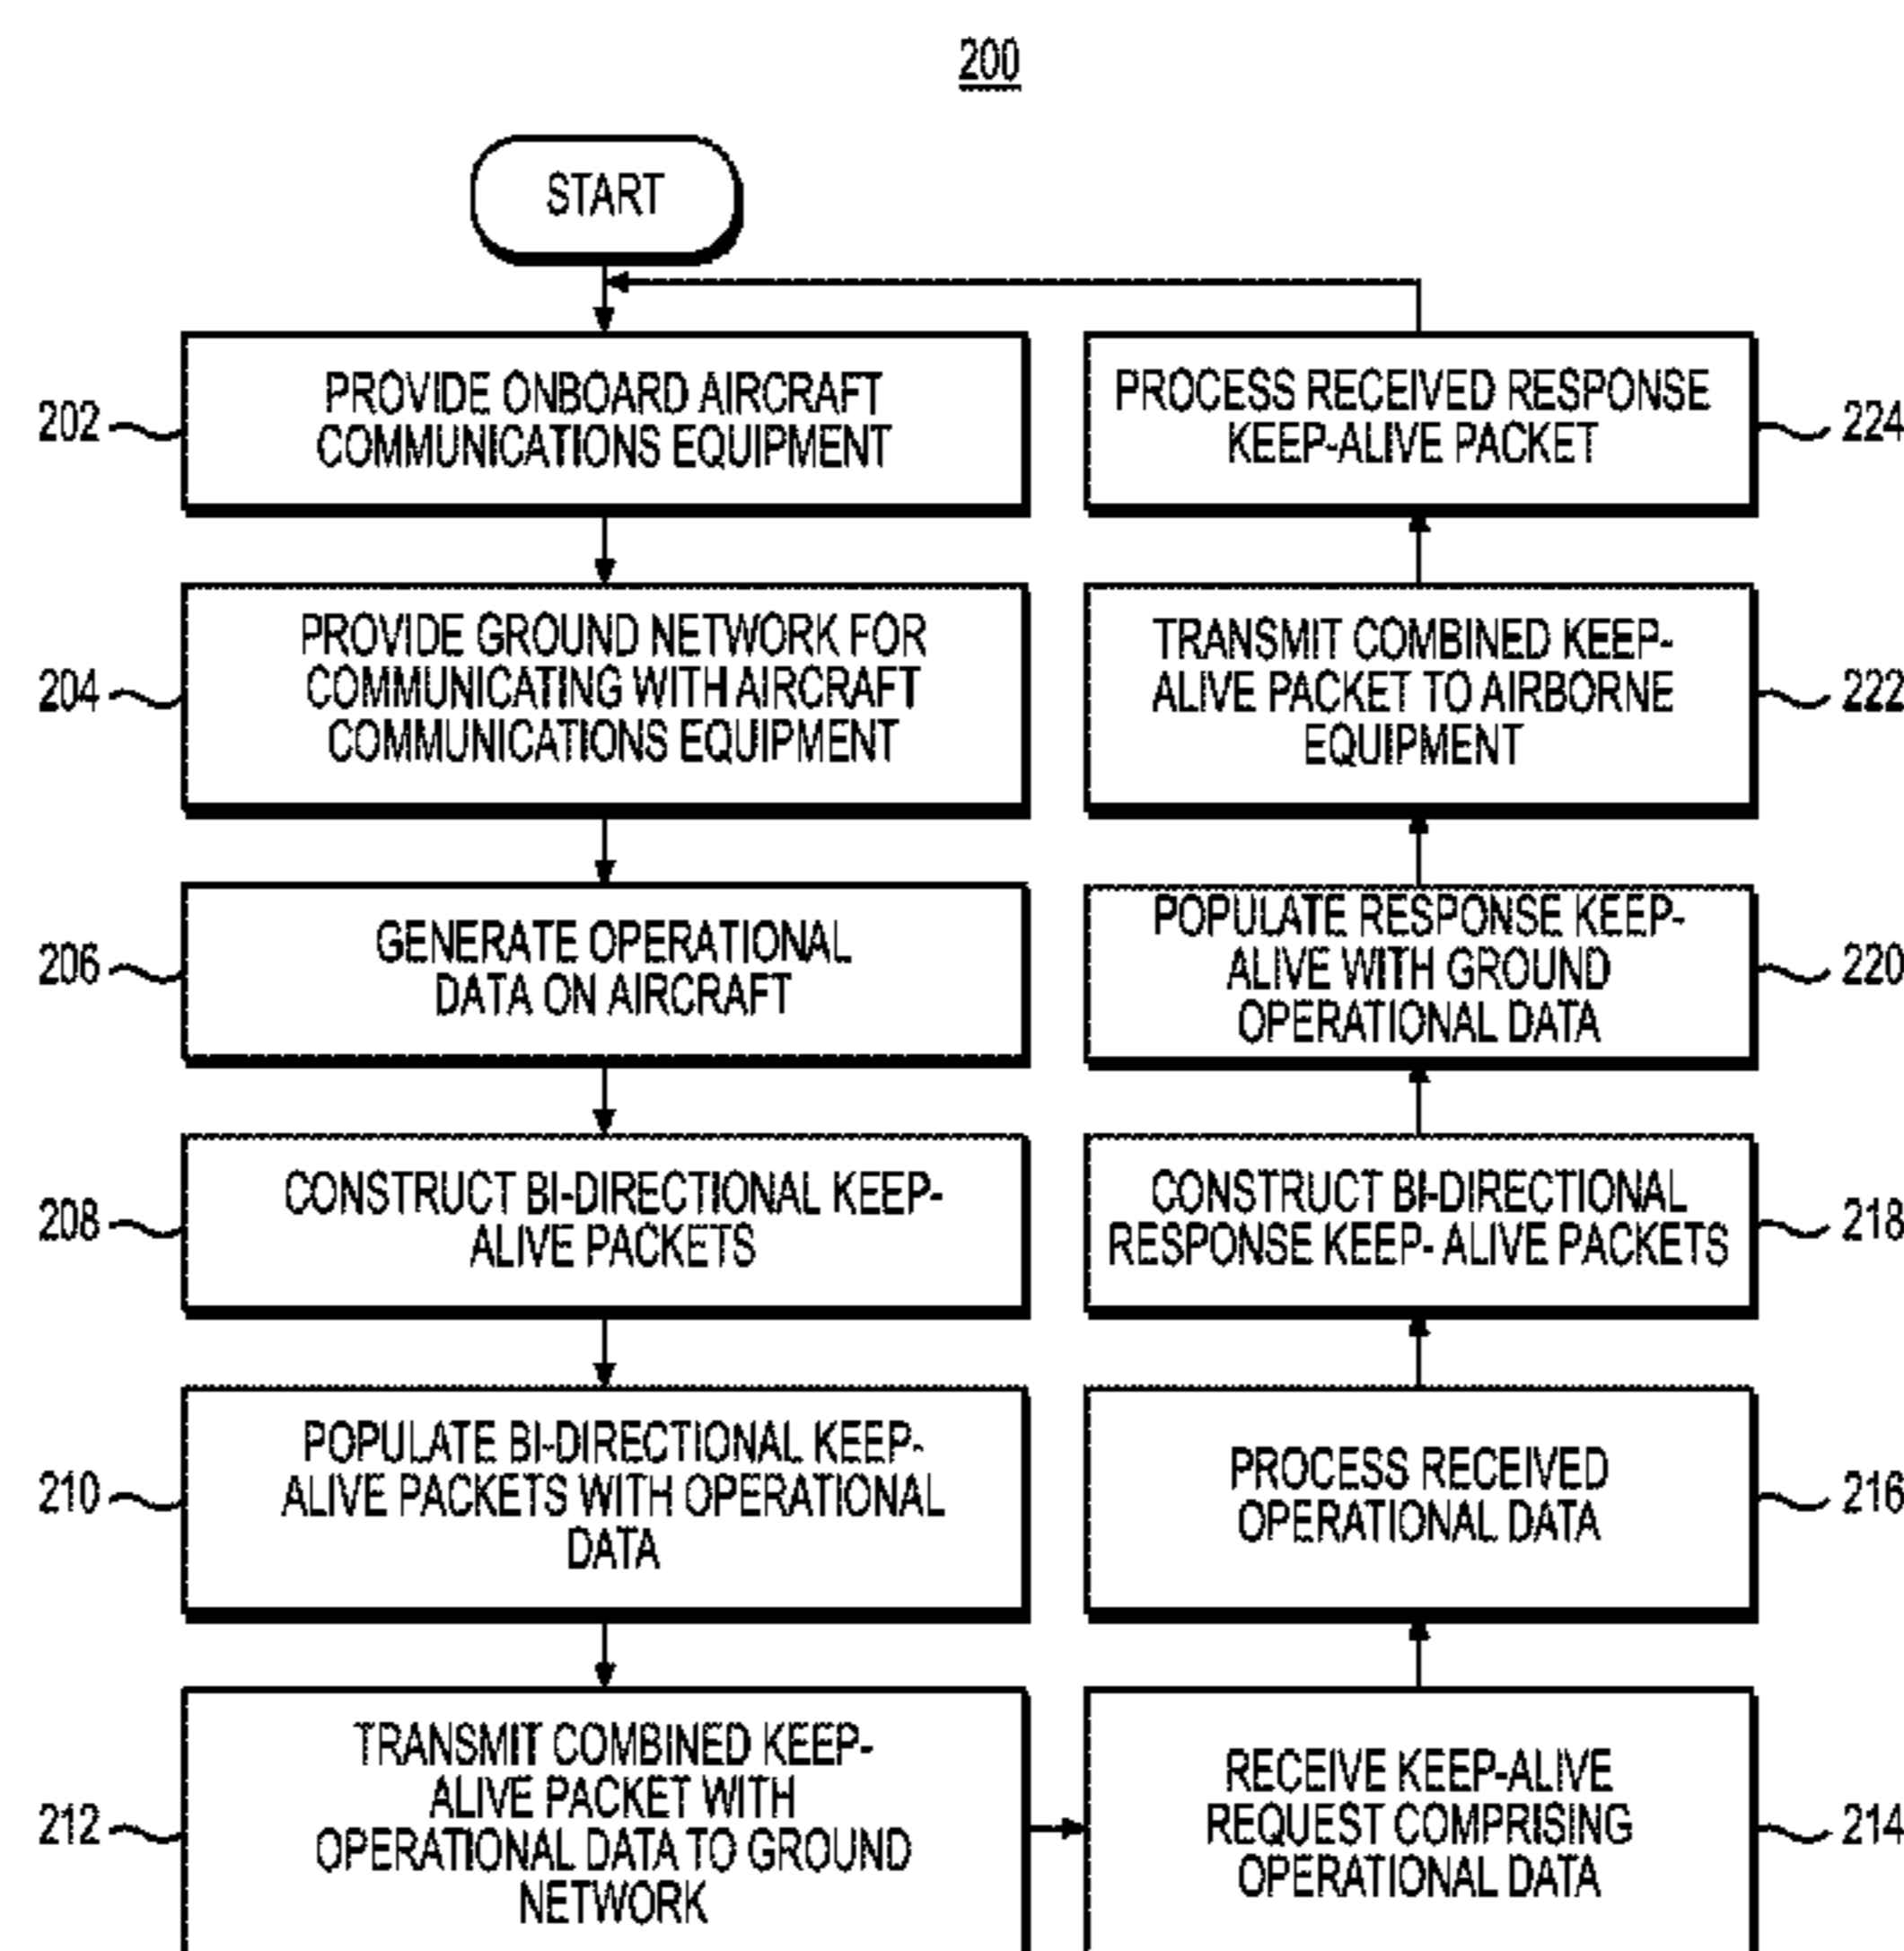 200
START
202
PROVIDE ONBOARD AIRCRAFT
COMMUNICATIONS EQUIPMENT
204
PROVIDE GROUND NETWORK FOR
COMMUNICATING WITH AIRCRAFT
COMMUNICATIONS EQUIPMENT
206
GENERATE OPERATIONAL
DATA ON AIRCRAFT
208
CONSTRUCT BI-DIRECTIONAL KEEP-
ALIVE PACKETS
210
POPULATE BI-DIRECTIONAL KEEP-
ALIVE PACKETS WITH OPERATIONAL
DATA
212
TRANSMIT COMBINED KEEP-
ALIVE PACKET WITH
OPERATIONAL DATA TO GROUND
NETWORK
RECEIVE KEEP-ALIVE
REQUEST COMPRISING
OPERATIONAL DATA
214
PROCESS RECEIVED
OPERATIONAL DATA
216
CONSTRUCT BI-DIRECTIONAL
RESPONSE KEEP- ALIVE PACKETS
218
POPULATE RESPONSE KEEP-
ALIVE WITH GROUND
OPERATIONAL DATA
220
TRANSMIT COMBINED KEEP-
ALIVE PACKET TO AIRBORNE
EQUIPMENT
222
PROCESS RECEIVED RESPONSE
KEEP-ALIVE PACKET
224